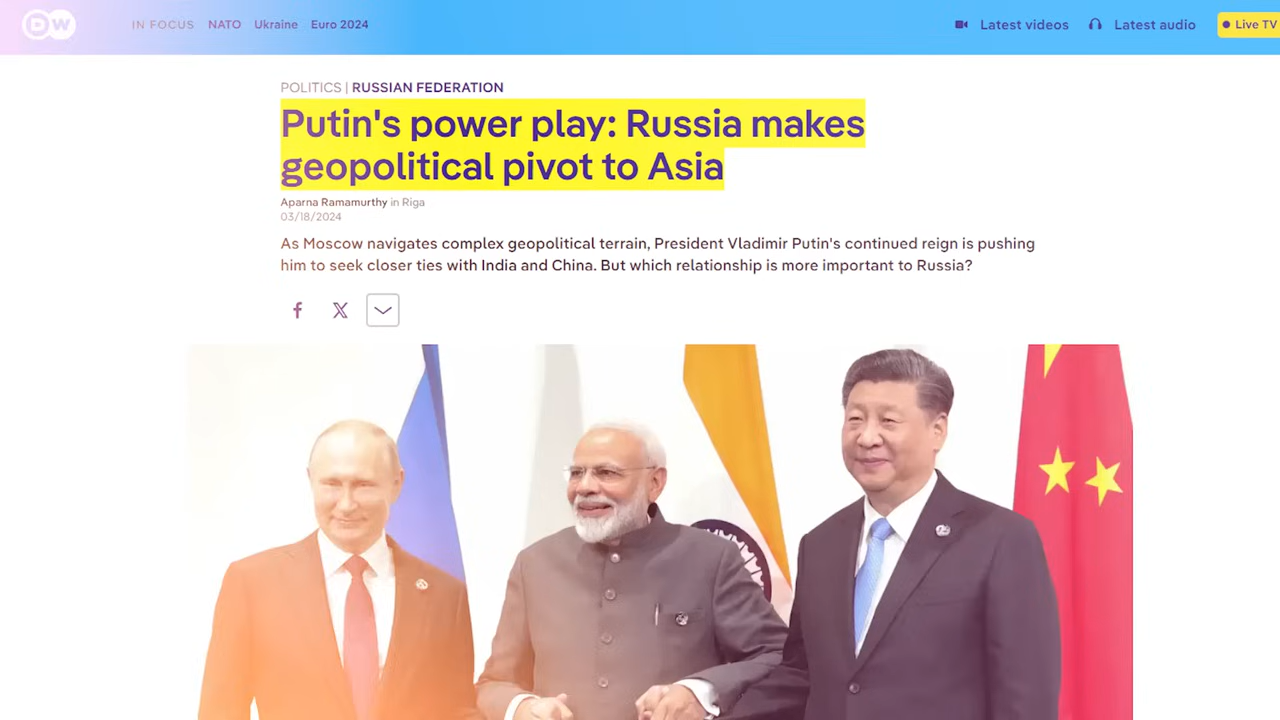 DW IN FOCUS NATO Ukraine Euro 2024 Latest videos Latest audio Live TV
POLITICS | RUSSIAN FEDERATION
Putin's power play: Russia makes
geopolitical pivot to Asia
Aparna Ramamurthy in Riga
03/18/2024
As Moscow navigates complex geopolitical terrain, President Vladimir Putin's continued reign is pushing
him to seek closer ties with India and China. But which relationship is more important to Russia?